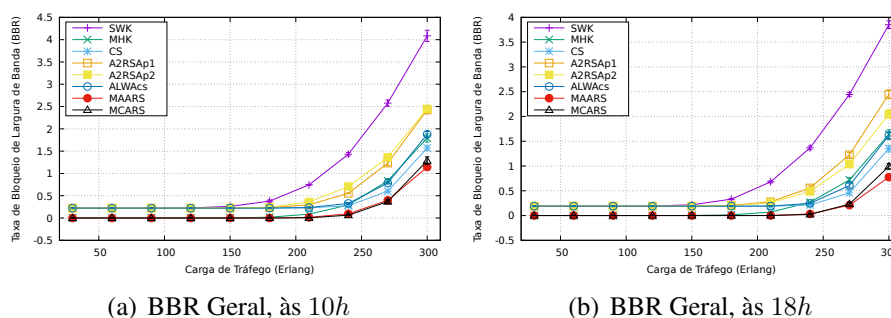 Taxa de Bloqueio de Largura de Banda (BBR)
4.5
4
3.5
3
2.5
2
1.5
1
0.5
0
-0.5
SWK
MHK
CS
A2RSAp1
A2RSAp2
ALWAcs
MAARS
MCARS
50 100 150 200 250 300
Carga de Tráfego (Erlang)
(a) BBR Geral, às 10h
Taxa de Bloqueio de Largura de Banda (BBR)
4
3.5
3
2.5
2
1.5
1
0.5
0
-0.5
SWK
MHK
CS
A2RSAp1
A2RSAp2
ALWAcs
MAARS
MCARS
50 100 150 200 250 300
Carga de Tráfego (Erlang)
(b) BBR Geral, às 18h